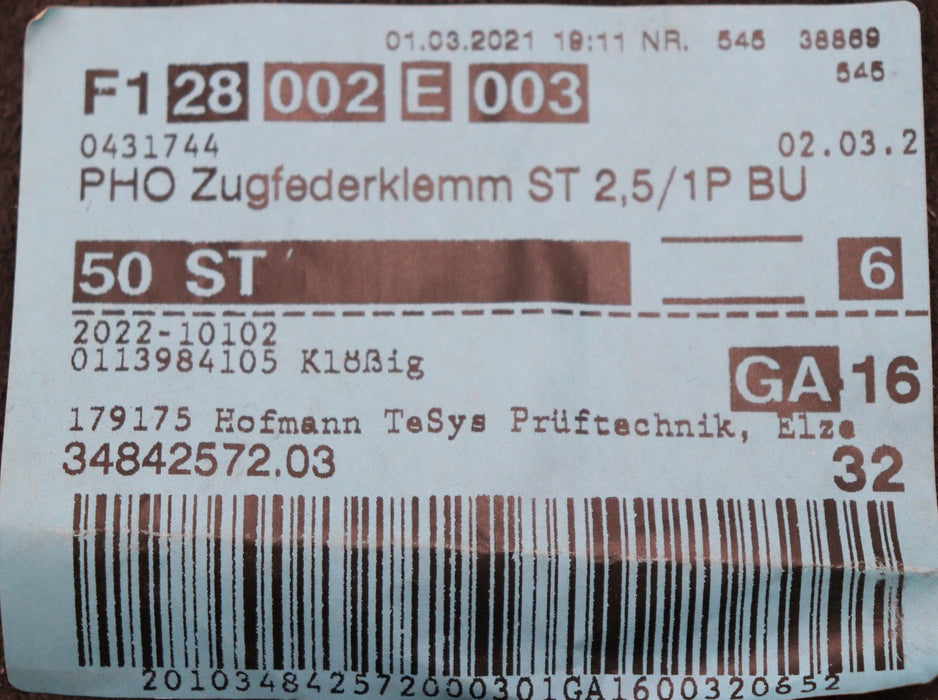 01.03.2021 19:11 NR. 545 38869
545
F1 28 002 E 003
0431744 02.03.2
PHO Zugfederklemm ST 2,5/1P BU
50 ST 6
2022-10102
0113984105 Klößig
GA 16
179175 Hofmann TeSys Prüftechnik, Elze
34842572.03 32
201034842572000301GA1600320652